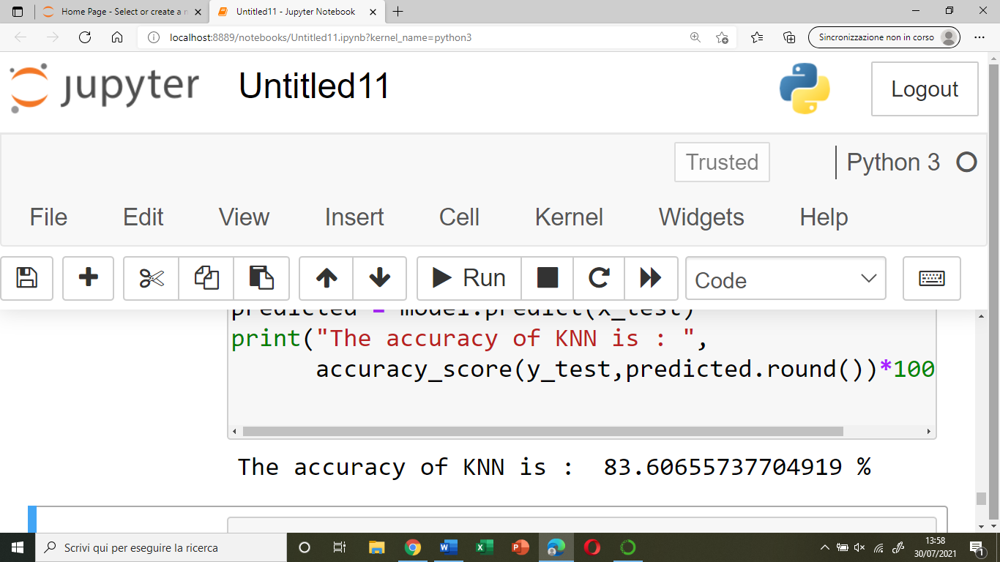 Home Page - Select or create a n
Untitled11 - Jupyter Notebook
localhost:8889/notebooks/Untitled11.ipynb?kernel_name=python3
Sincronizzazione non in corso
jupyter
Untitled11
Logout
Trusted
Python 3
File
Edit
View
Insert
Cell
Kernel
Widgets
Help
Run
Code
predicted = model.predict(x_test)
print("The accuracy of KNN is : ",
accuracy_score(y_test,predicted.round())*100
The accuracy of KNN is :  83.60655737704919 %
Scrivi qui per eseguire la ricerca
13:58
30/07/2021
1